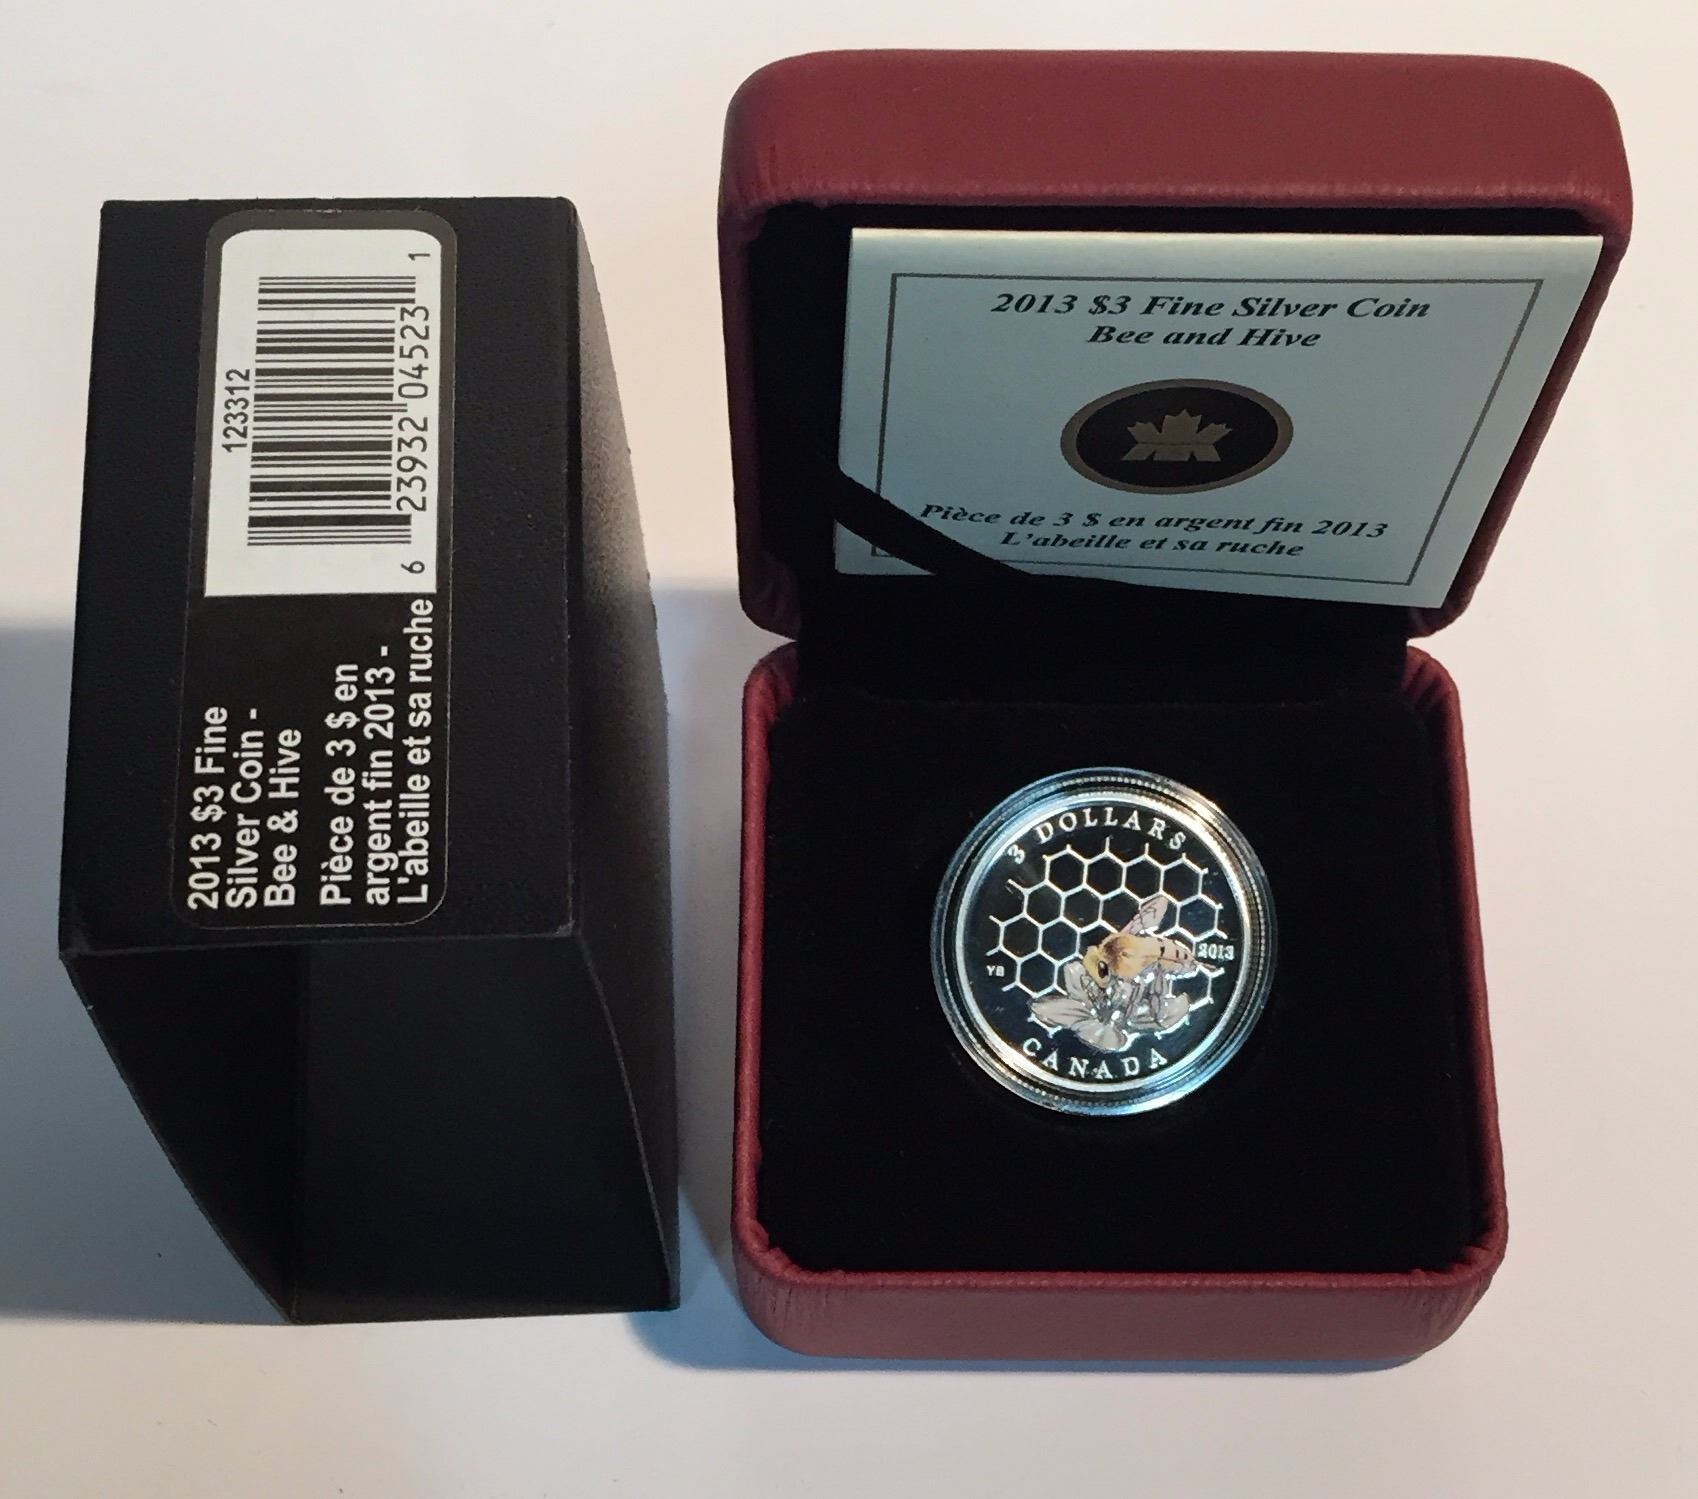 123312
6 23932 04523 1
2013 $3 Fine
Silver Coin -
Bee & Hive
Pièce de 3 $ en
argent fin 2013 -
L'abeille et sa ruche
2013 $3 Fine Silver Coin
Bee and Hive
Pièce de 3 $ en argent fin 2013
L'abeille et sa ruche
3 DOLLARS
2013
YB
CANADA